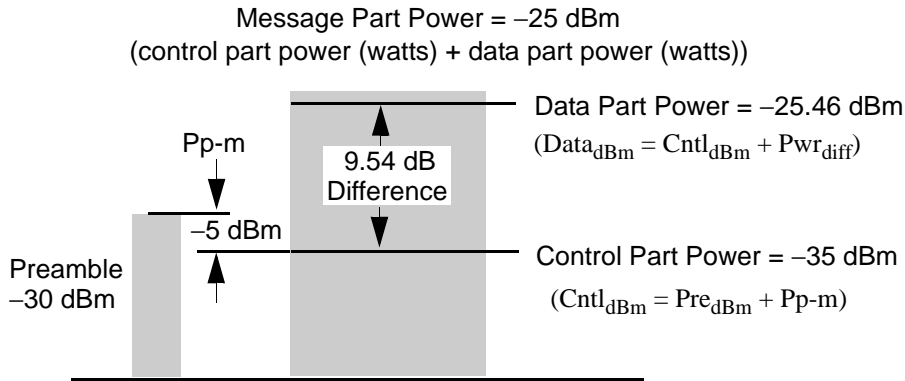 Message Part Power = −25 dBm
(control part power (watts) + data part power (watts))
Data Part Power = −25.46 dBm
(Data_dBm = Cntl_dBm + Pwr_diff)
Pp-m
9.54 dB
Difference
−5 dBm
Control Part Power = −35 dBm
(Cntl_dBm = Pre_dBm + Pp-m)
Preamble
−30 dBm